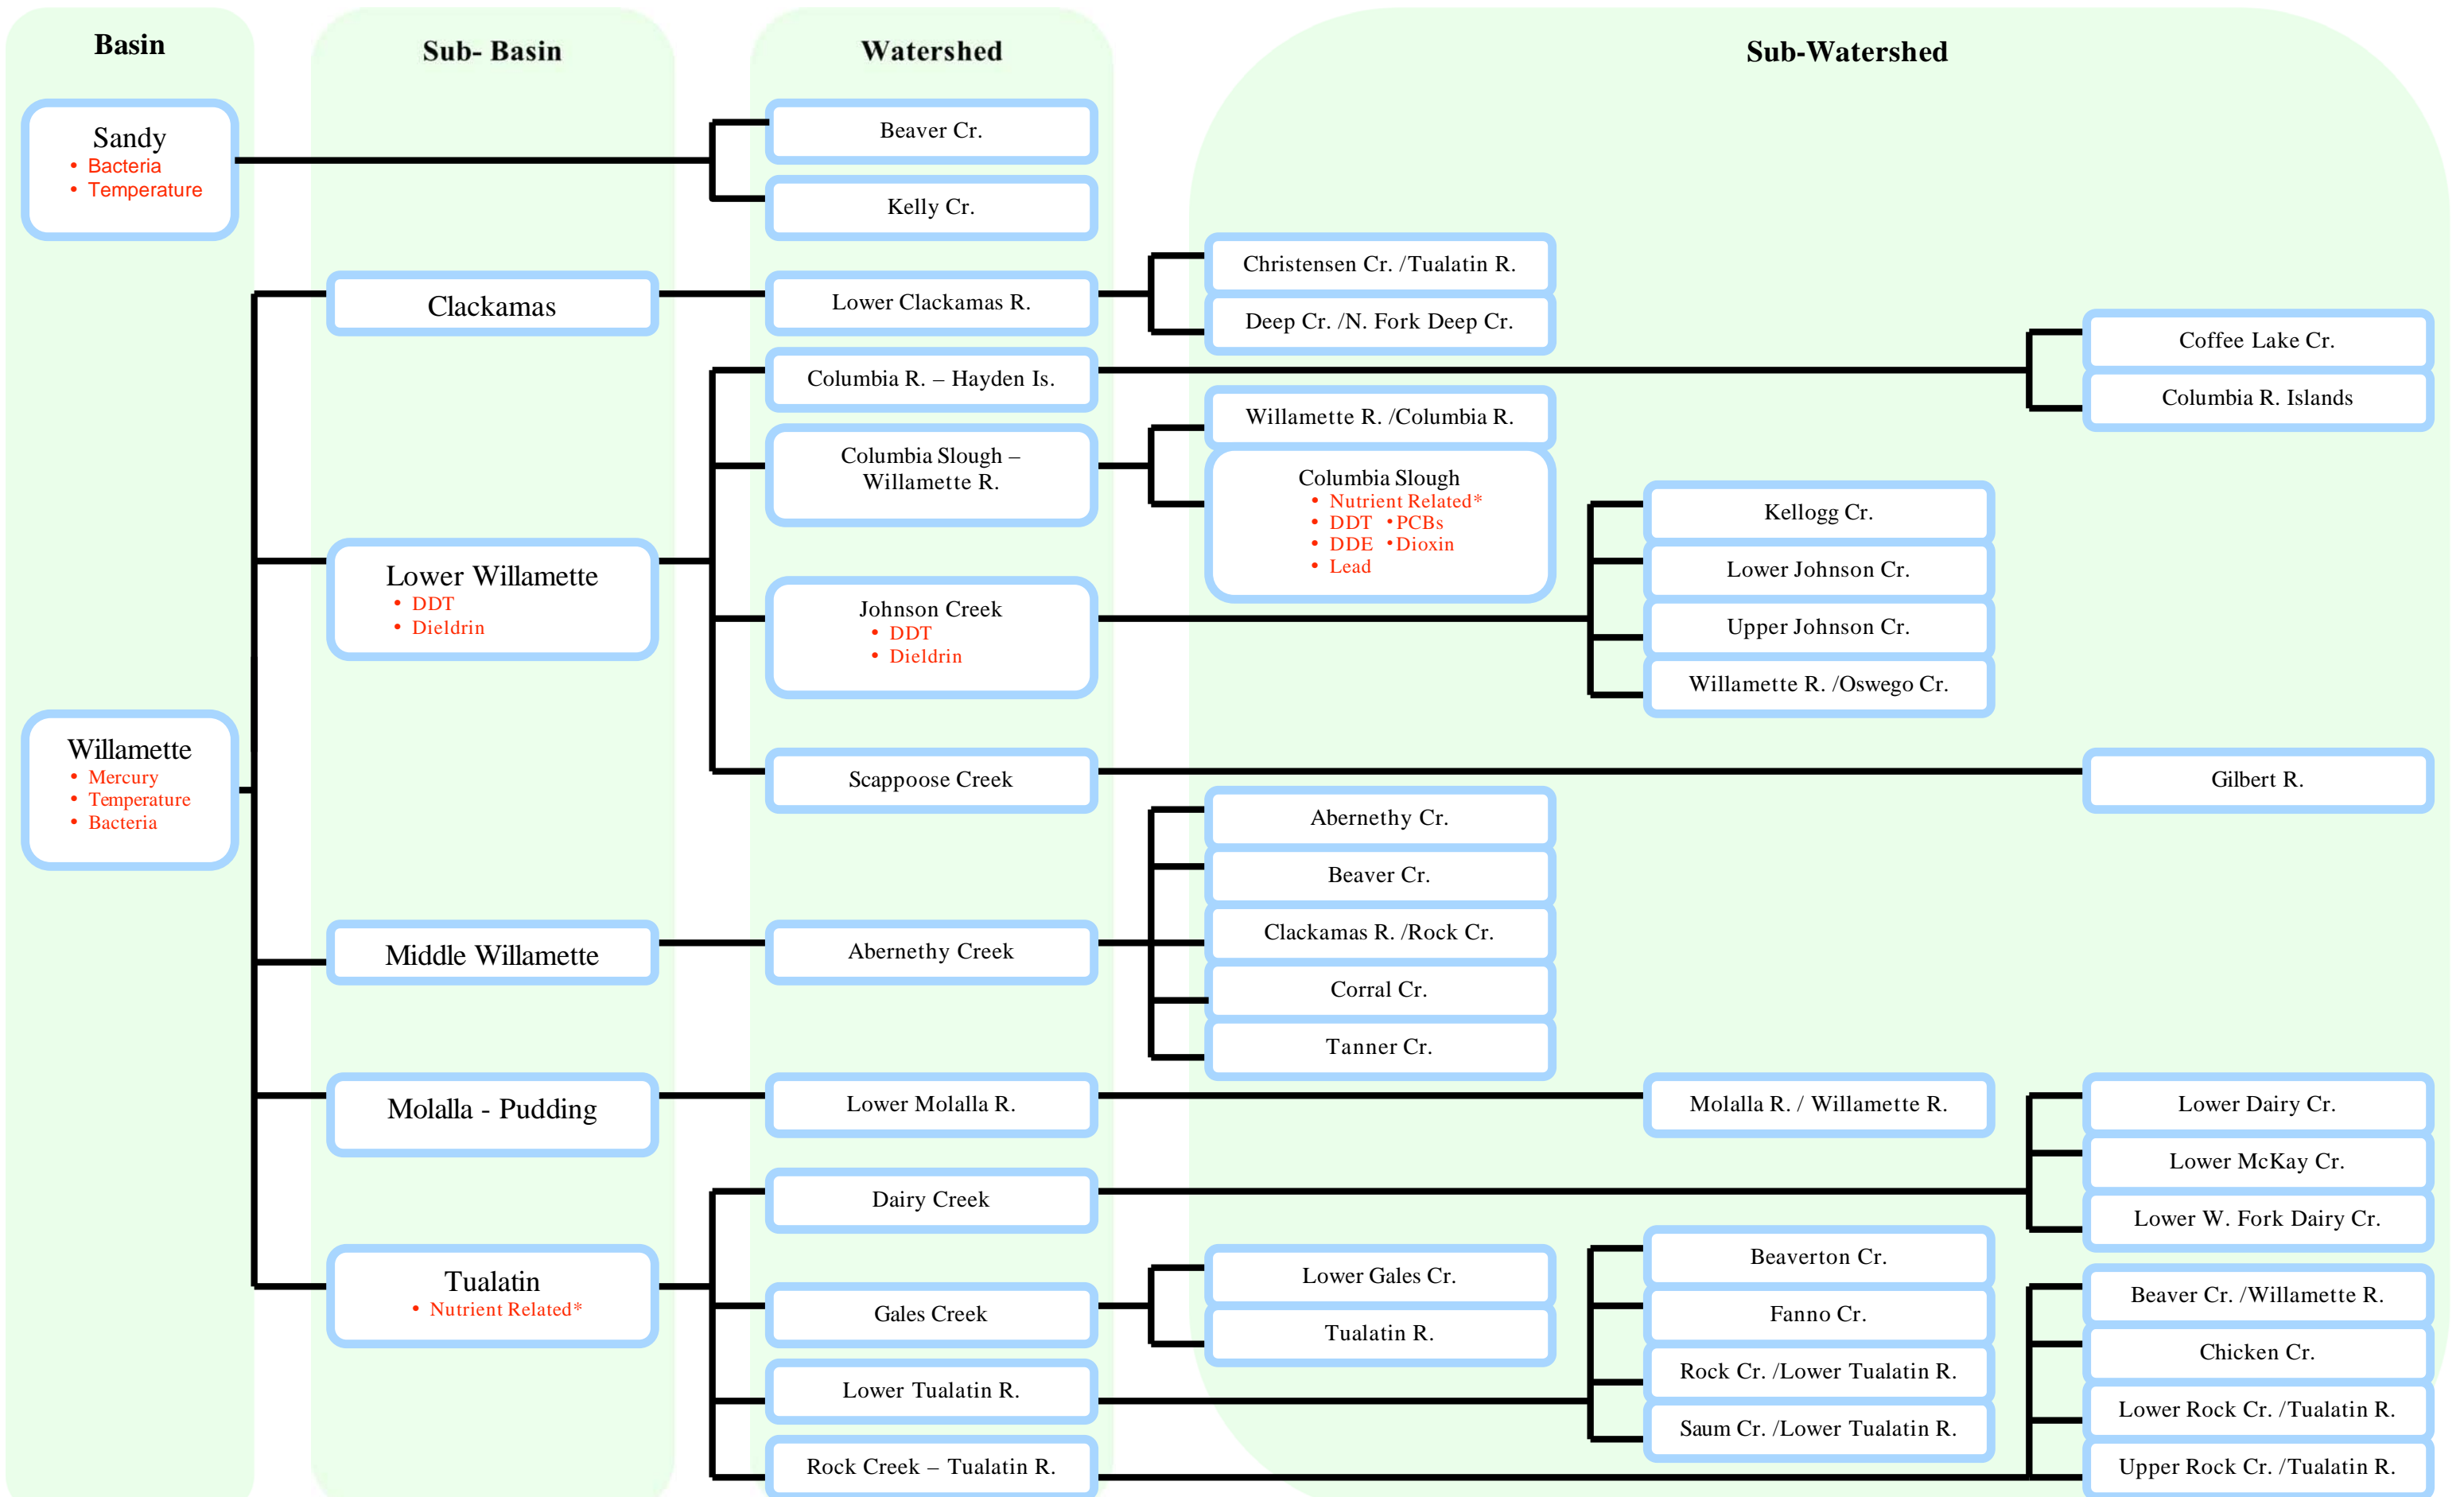 Basin
Sub- Basin
Watershed
Sub-Watershed
Sandy
• Bacteria
• Temperature
Beaver Cr.
Kelly Cr.
Clackamas
Lower Clackamas R.
Christensen Cr. /Tualatin R.
Deep Cr. /N. Fork Deep Cr.
Lower Willamette
• DDT
• Dieldrin
Columbia R. – Hayden Is.
Coffee Lake Cr.
Columbia R. Islands
Columbia Slough –
Willamette R.
Willamette R. /Columbia R.
Columbia Slough
• Nutrient Related*
• DDT • PCBs
• DDE • Dioxin
• Lead
Johnson Creek
• DDT
• Dieldrin
Kellogg Cr.
Lower Johnson Cr.
Upper Johnson Cr.
Willamette R. /Oswego Cr.
Scappoose Creek
Gilbert R.
Willamette
• Mercury
• Temperature
• Bacteria
Middle Willamette
Abernethy Creek
Abernethy Cr.
Beaver Cr.
Clackamas R. /Rock Cr.
Corral Cr.
Tanner Cr.
Molalla - Pudding
Lower Molalla R.
Molalla R. / Willamette R.
Tualatin
• Nutrient Related*
Dairy Creek
Lower Dairy Cr.
Lower McKay Cr.
Lower W. Fork Dairy Cr.
Gales Creek
Lower Gales Cr.
Tualatin R.
Lower Tualatin R.
Beaverton Cr.
Fanno Cr.
Rock Cr. /Lower Tualatin R.
Saum Cr. /Lower Tualatin R.
Rock Creek – Tualatin R.
Beaver Cr. /Willamette R.
Chicken Cr.
Lower Rock Cr. /Tualatin R.
Upper Rock Cr. /Tualatin R.